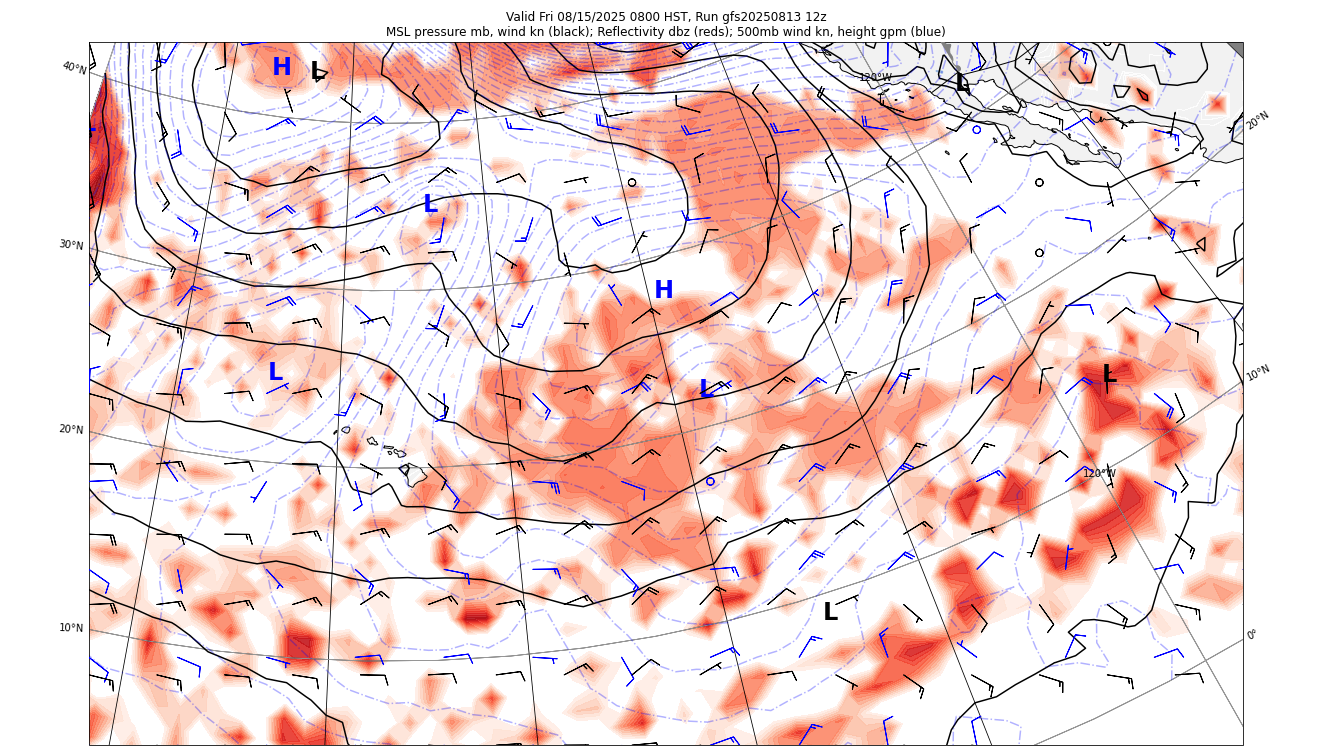 Valid Fri 08/15/2025 0800 HST, Run gfs20250813 12z
MSL pressure mb, wind kn (black); Reflectivity dbz (reds); 500mb wind kn, height gpm (blue)
40°N
H
L
120°W
L
20°N
L
30°N
H
L
L
L
10°N
20°N
120°W
L
10°N
0°